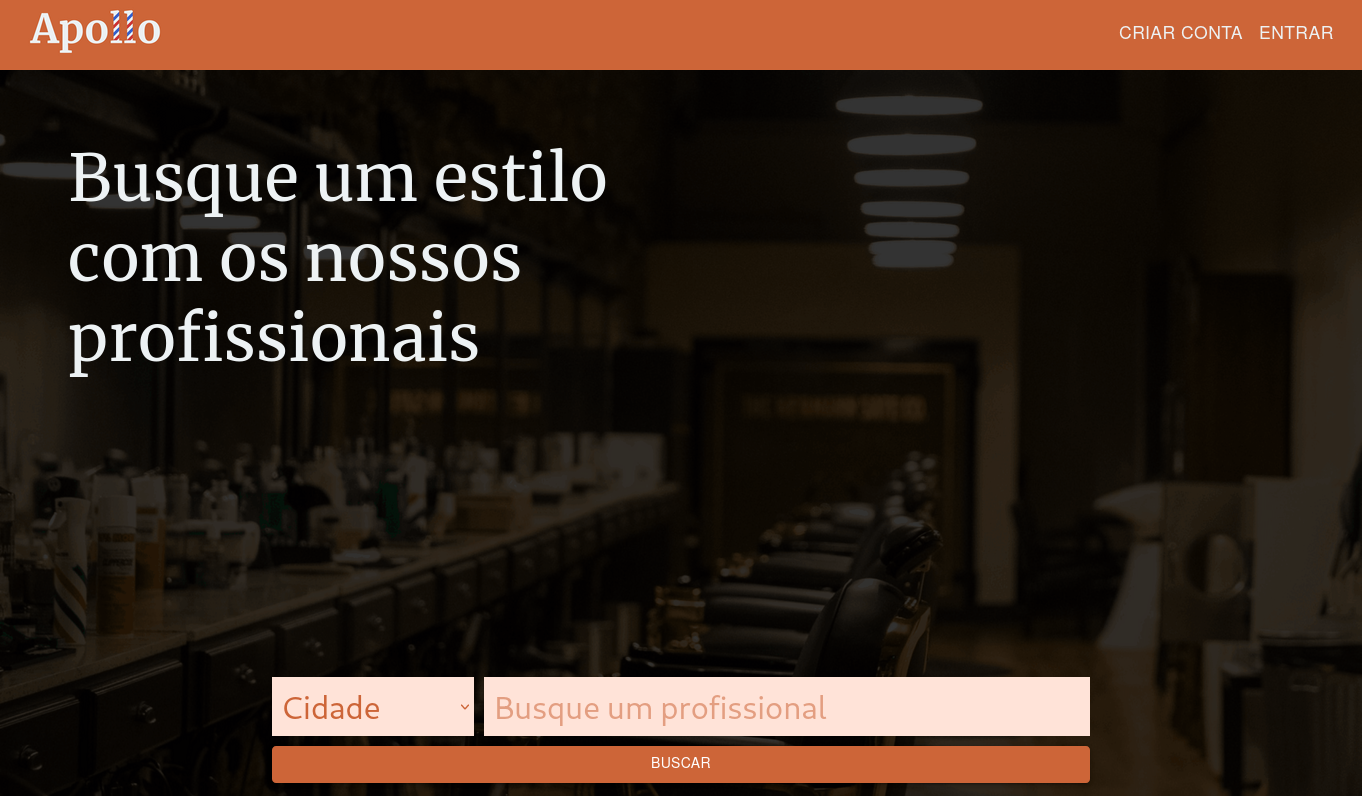 Apollo
CRIAR CONTA ENTRAR
Busque um estilo
com os nossos
profissionais
Cidade
Busque um profissional
BUSCAR